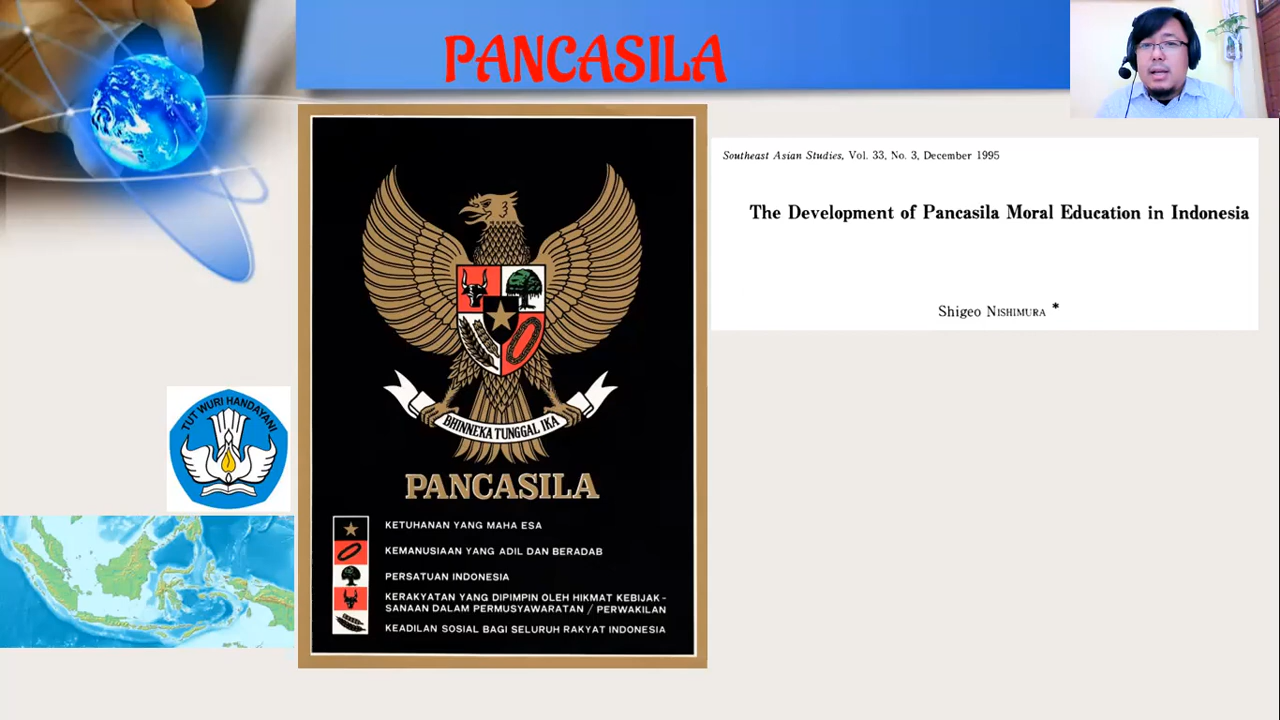 PANCASILA
BHINNEKA TUNGGAL IKA
PANCASILA
KETUHANAN YANG MAHA ESA
KEMANUSIAAN YANG ADIL DAN BERADAB
PERSATUAN INDONESIA
KERAKYATAN YANG DIPIMPIN OLEH HIKMAT KEBIJAK-
SANAAN DALAM PERMUSYAWARATAN / PERWAKILAN
KEADILAN SOSIAL BAGI SELURUH RAKYAT INDONESIA
Southeast Asian Studies, Vol. 33, No. 3, December 1995
The Development of Pancasila Moral Education in Indonesia
Shigeo NISHIMURA *
TUT WURI HANDAYANI